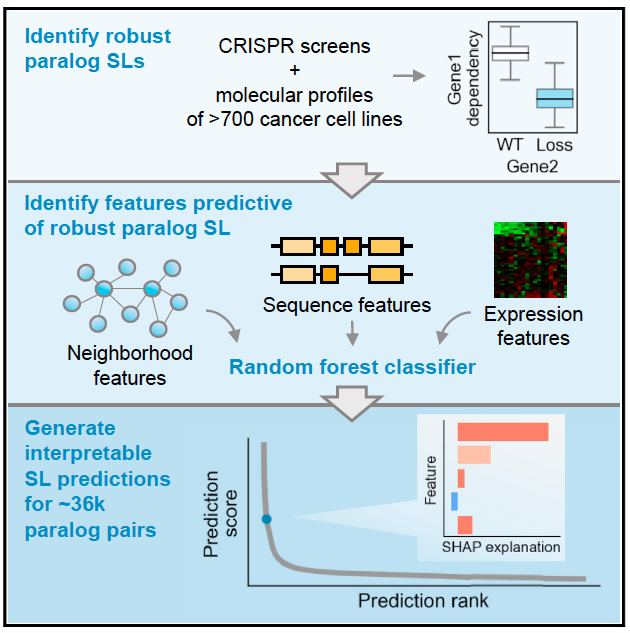 Identify robust
paralog SLs
CRISPR screens
+
molecular profiles
of >700 cancer cell lines
Gene1
dependency
WT Loss
Gene2
Identify features predictive
of robust paralog SL
Neighborhood
features
Sequence features
Expression
features
Random forest classifier
Generate
interpretable
SL predictions
for ~36k
paralog pairs
Prediction
score
Prediction rank
Feature
SHAP explanation